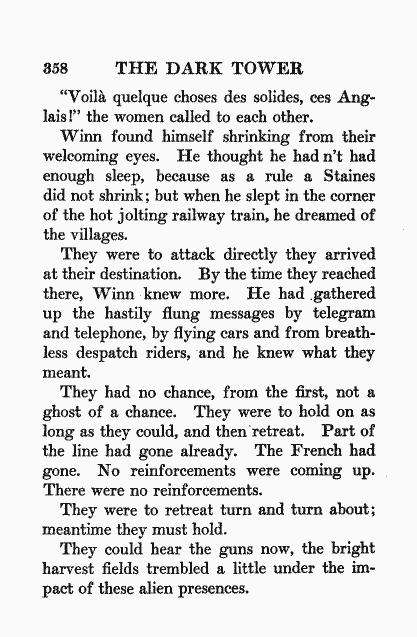 358 THE DARK TOWER
“Voilà quelque choses des solides, ces Ang-
lais!” the women called to each other.
Winn found himself shrinking from their
welcoming eyes. He thought he had n't had
enough sleep, because as a rule a Staines
did not shrink; but when he slept in the corner
of the hot jolting railway train, he dreamed of
the villages.
They were to attack directly they arrived
at their destination. By the time they reached
there, Winn knew more. He had gathered
up the hastily flung messages by telegram
and telephone, by flying cars and from breath-
less despatch riders, and he knew what they
meant.
They had no chance, from the first, not a
ghost of a chance. They were to hold on as
long as they could, and then retreat. Part of
the line had gone already. The French had
gone. No reinforcements were coming up.
There were no reinforcements.
They were to retreat turn and turn about;
meantime they must hold.
They could hear the guns now, the bright
harvest fields trembled a little under the im-
pact of these alien presences.